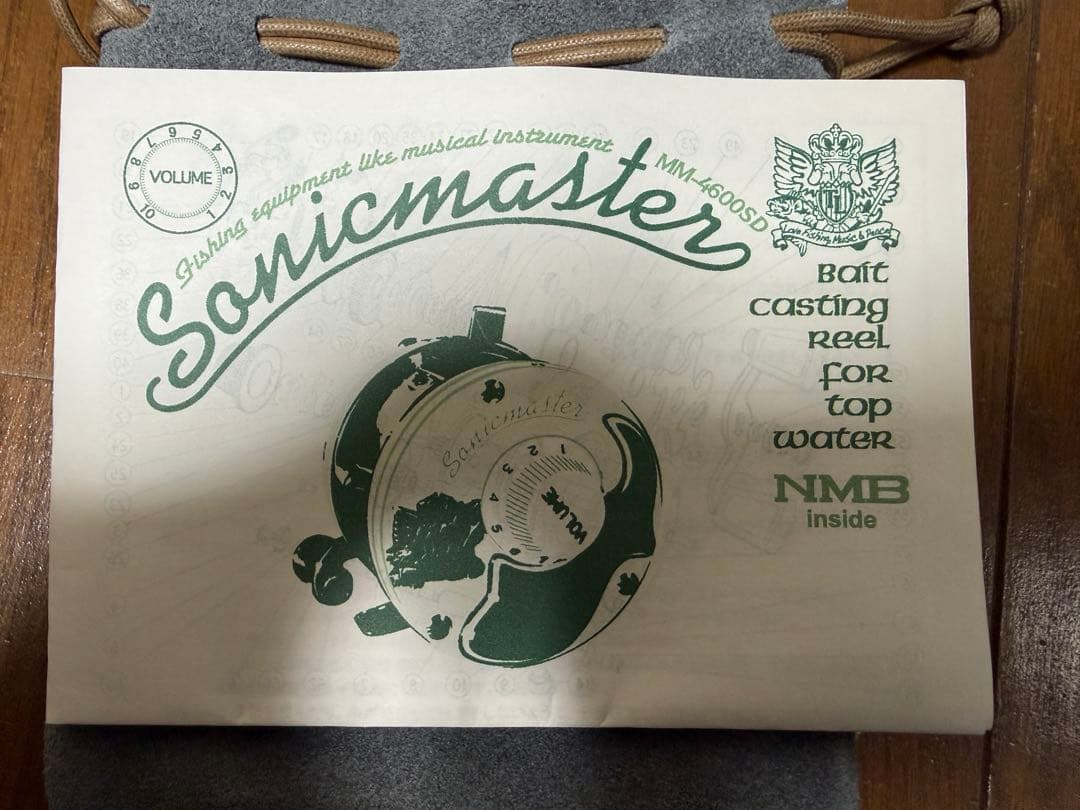 VOLUME
1 2 3 4 5 6 7 8 9 10
Fishing equipment like musical instrument
Sonicmaster
MM-4600SD
Love Fishing, Music & Peace
Bait
casting
reel
for
top
water
NMB
inside
Sonicmaster
1
2
3
4
5
VOLUME